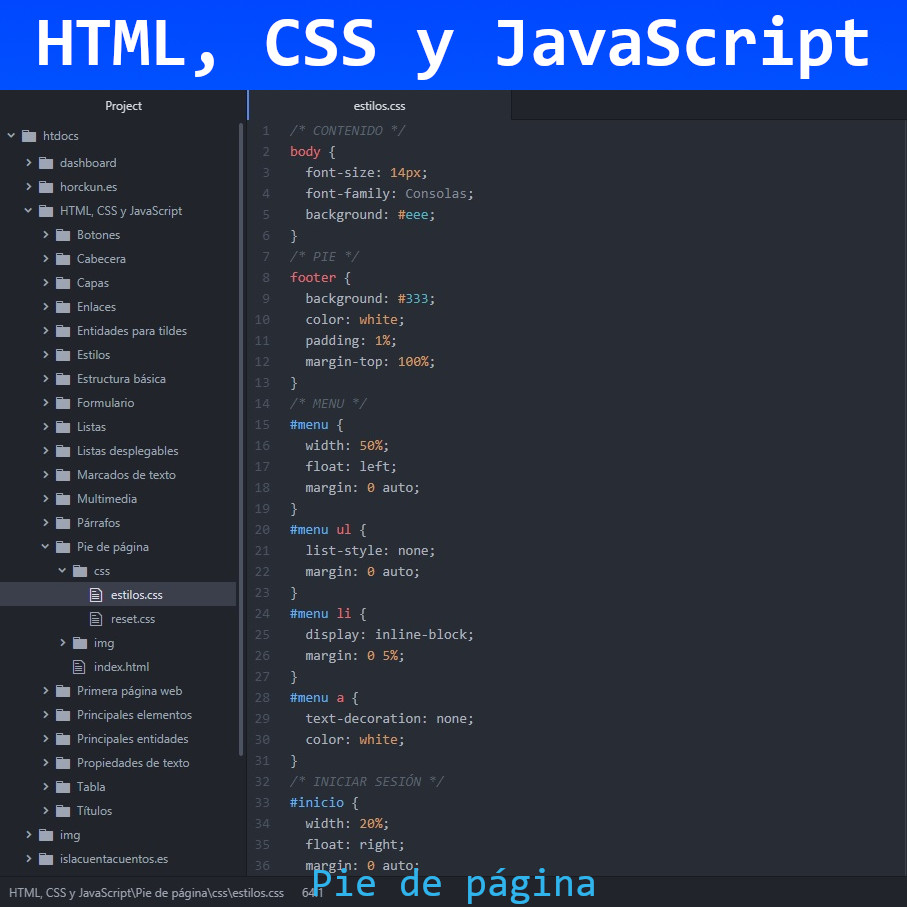 HTML, CSS y JavaScript
Project
htdocs
dashboard
horckun.es
HTML, CSS y JavaScript
Botones
Cabecera
Capas
Enlaces
Entidades para tildes
Estilos
Estructura básica
Formulario
Listas
Listas desplegables
Marcados de texto
Multimedia
Párrafos
Pie de página
css
estilos.css
reset.css
img
index.html
Primera página web
Principales elementos
Principales entidades
Propiedades de texto
Tabla
Títulos
img
islacuentacuentos.es
estilos.css
1 /* CONTENIDO */
2 body {
3 font-size: 14px;
4 font-family: Consolas;
5 background: #eee;
6 }
7 /* PIE */
8 footer {
9 background: #333;
10 color: white;
11 padding: 1%;
12 margin-top: 100%;
13 }
14 /* MENU */
15 #menu {
16 width: 50%;
17 float: left;
18 margin: 0 auto;
19 }
20 #menu ul {
21 list-style: none;
22 margin: 0 auto;
23 }
24 #menu li {
25 display: inline-block;
26 margin: 0 5%;
27 }
28 #menu a {
29 text-decoration: none;
30 color: white;
31 }
32 /* INICIAR SESIÓN */
33 #inicio {
34 width: 20%;
35 float: right;
36 margin: 0 auto;
HTML, CSS y JavaScript\Pie de página\css\estilos.css
Pie de página